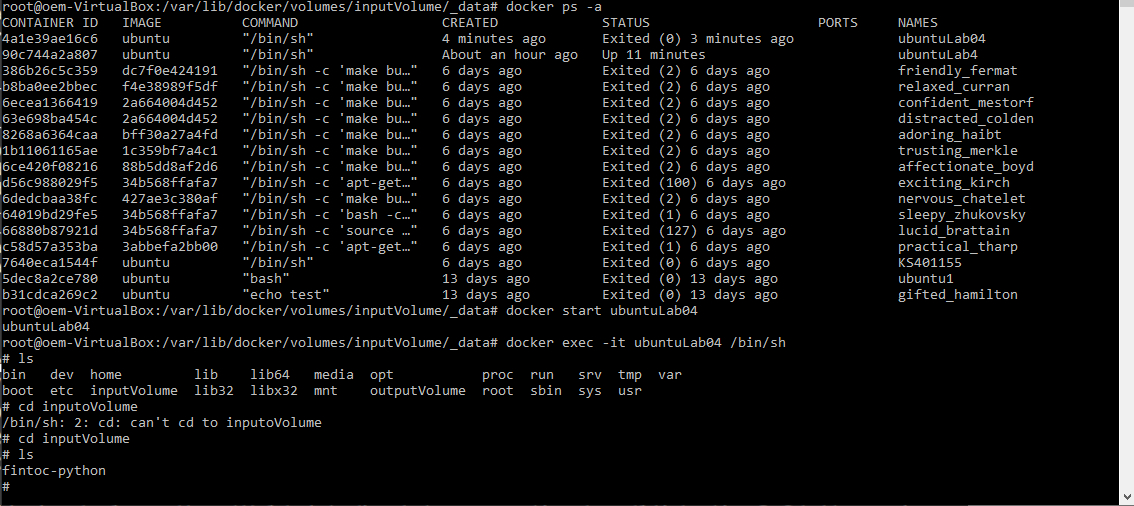 root@oem-VirtualBox:/var/lib/docker/volumes/inputVolume/_data# docker ps -a
CONTAINER ID   IMAGE          COMMAND                  CREATED             STATUS                     PORTS     NAMES
4a1e39ae16c6   ubuntu         "/bin/sh"                4 minutes ago       Exited (0) 3 minutes ago             ubuntuLab04
90c744a2a807   ubuntu         "/bin/sh"                About an hour ago   Up 11 minutes                        ubuntuLab4
386b26c5c359   dc7f0e424191   "/bin/sh -c 'make bu…"   6 days ago          Exited (2) 6 days ago                friendly_fermat
b8ba0ee2bbec   f4e38989f5df   "/bin/sh -c 'make bu…"   6 days ago          Exited (2) 6 days ago                relaxed_curran
6ecea1366419   2a664004d452   "/bin/sh -c 'make bu…"   6 days ago          Exited (2) 6 days ago                confident_mestorf
63e698ba454c   2a664004d452   "/bin/sh -c 'make bu…"   6 days ago          Exited (2) 6 days ago                distracted_colden
8268a6364caa   bff30a27a4fd   "/bin/sh -c 'make bu…"   6 days ago          Exited (2) 6 days ago                adoring_haibt
1b11061165ae   1c359bf7a4c1   "/bin/sh -c 'make bu…"   6 days ago          Exited (2) 6 days ago                trusting_merkle
6ce420f08216   88b5dd8af2d6   "/bin/sh -c 'make bu…"   6 days ago          Exited (2) 6 days ago                affectionate_boyd
d56c988029f5   34b568ffafa7   "/bin/sh -c 'apt-get…"   6 days ago          Exited (100) 6 days ago              exciting_kirch
6dedcbaa38fc   427ae3c380af   "/bin/sh -c 'make bu…"   6 days ago          Exited (2) 6 days ago                nervous_chatelet
64019bd29fe5   34b568ffafa7   "/bin/sh -c 'bash -c…"   6 days ago          Exited (1) 6 days ago                sleepy_zhukovsky
66880b87921d   34b568ffafa7   "/bin/sh -c 'source …"   6 days ago          Exited (127) 6 days ago              lucid_brattain
c58d57a353ba   3abbefa2bb00   "/bin/sh -c 'apt-get…"   6 days ago          Exited (1) 6 days ago                practical_tharp
7640eca1544f   ubuntu         "/bin/sh"                6 days ago          Exited (0) 6 days ago                KS401155
5dec8a2ce780   ubuntu         "bash"                   13 days ago         Exited (0) 13 days ago               ubuntu1
b31cdca269c2   ubuntu         "echo test"              13 days ago         Exited (0) 13 days ago               gifted_hamilton
root@oem-VirtualBox:/var/lib/docker/volumes/inputVolume/_data# docker start ubuntuLab04
ubuntuLab04
root@oem-VirtualBox:/var/lib/docker/volumes/inputVolume/_data# docker exec -it ubuntuLab04 /bin/sh
# ls
bin   dev  home         lib    lib64   media  opt           proc  run   srv  tmp  var
boot  etc  inputVolume  lib32  libx32  mnt    outputVolume  root  sbin  sys  usr
# cd inputoVolume
/bin/sh: 2: cd: can't cd to inputoVolume
# cd inputVolume
# ls
fintoc-python
#